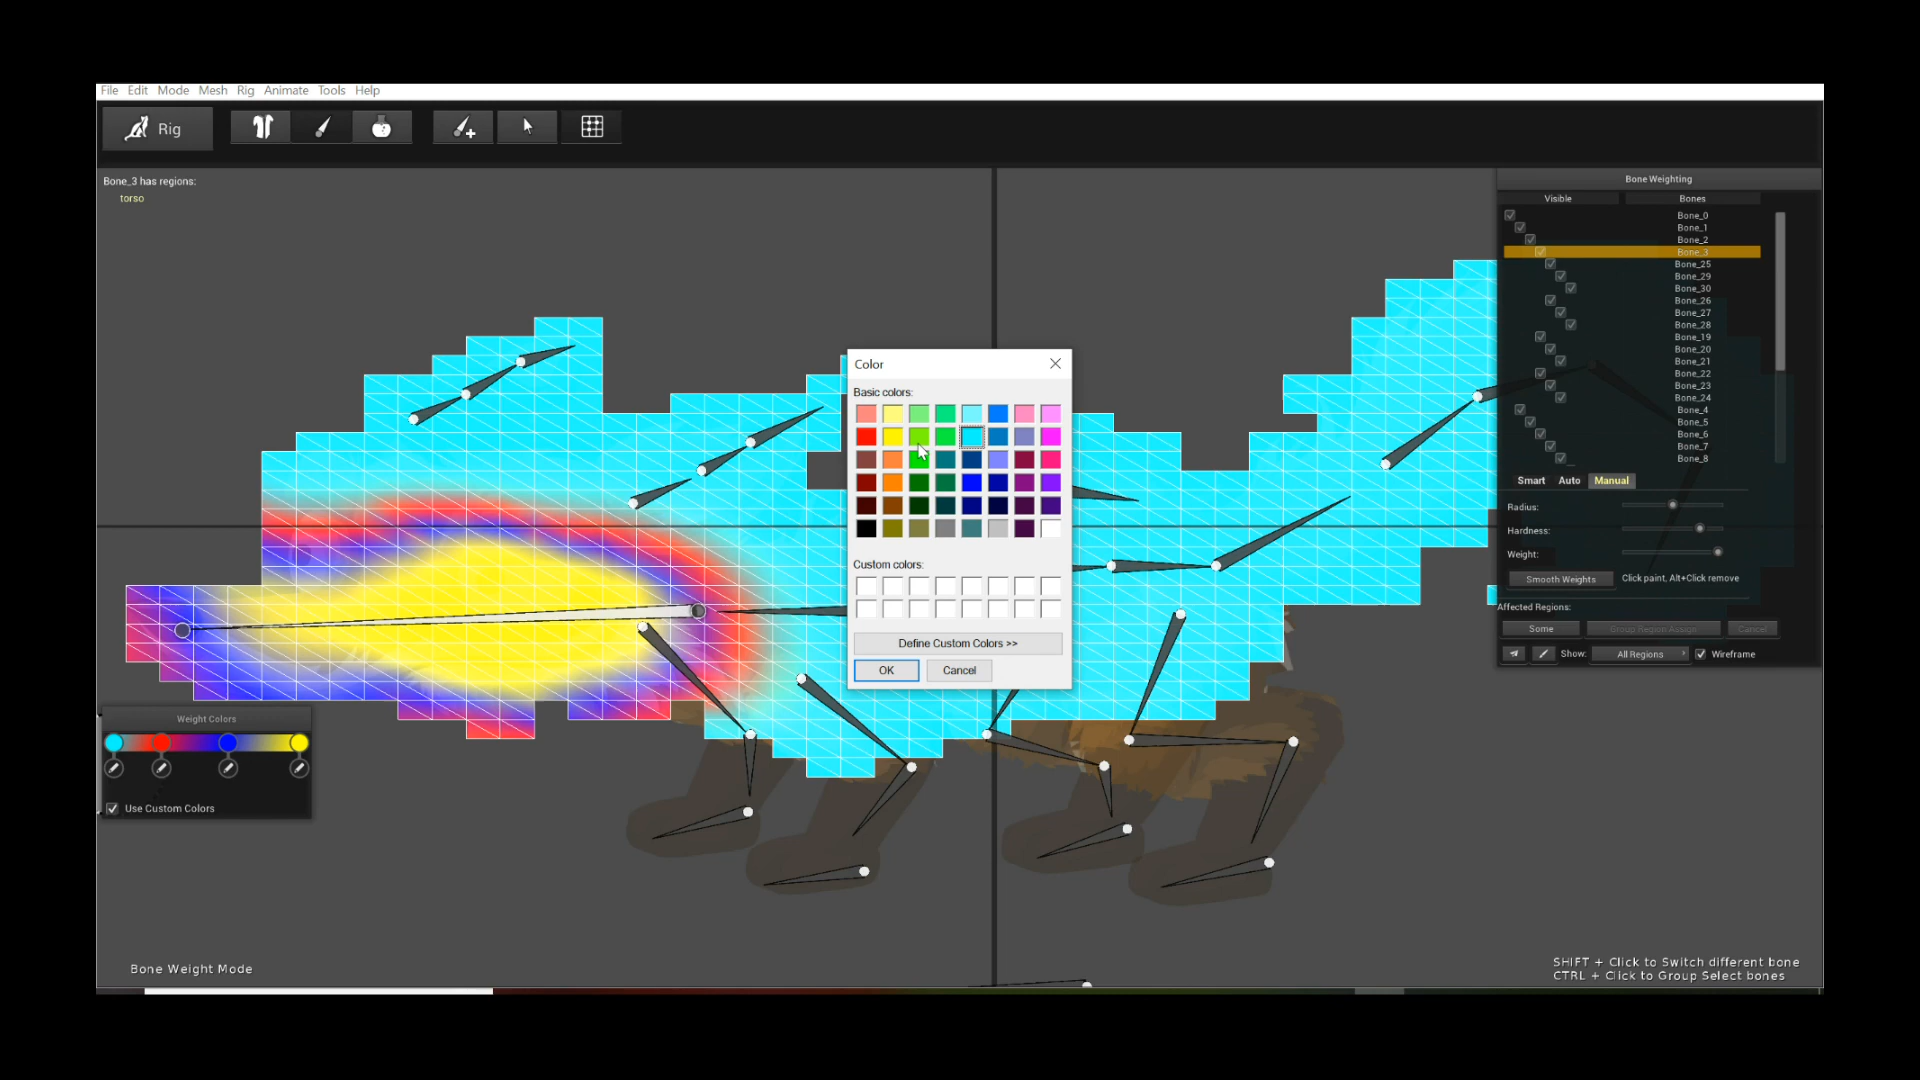 File Edit Mode Mesh Rig Animate Tools Help
Rig
Bone_3 has regions:
torso
Bone Weighting
Visible Bones
Bone_0
Bone_1
Bone_2
Bone_3
Bone_25
Bone_29
Bone_30
Bone_26
Bone_27
Bone_28
Bone_19
Bone_20
Bone_21
Bone_22
Bone_23
Bone_24
Bone_4
Bone_5
Bone_6
Bone_7
Bone_8
Smart Auto Manual
Radius:
Hardness:
Weight:
Smooth Weights Click paint, Alt+Click remove
Affected Regions:
Some Group Region Assign Cancel
Show: All Regions Wireframe
Color
Basic colors:
Custom colors:
Define Custom Colors >>
OK Cancel
Weight Colors
Use Custom Colors
Bone Weight Mode
SHIFT + Click to Switch different bone
CTRL + Click to Group Select bones